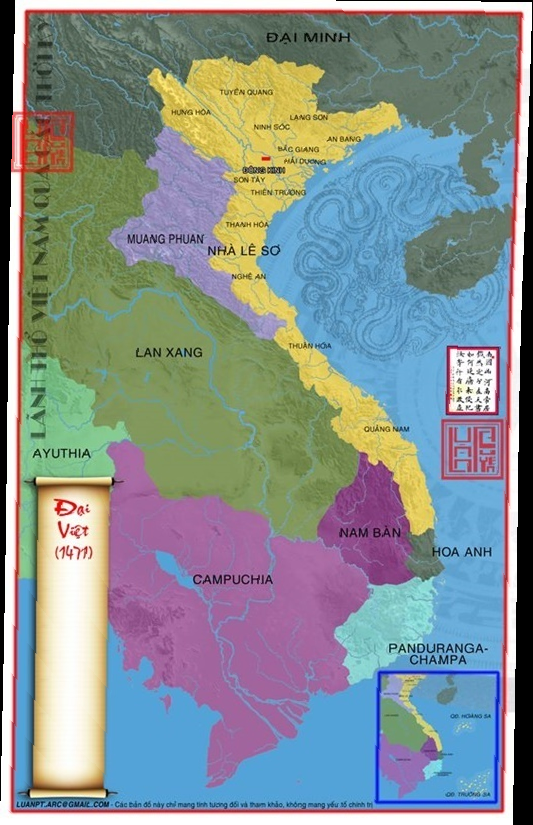 ĐẠI MINH
TUYÊN QUANG
HƯNG HÓA
LẠNG SƠN
NINH SÓC
AN BANG
BẮC GIANG
HẢI DƯƠNG
ĐÔNG KINH
SƠN TÂY
THIÊN TRƯỜNG
THANH HÓA
MUANG PHUAN
NHÀ LÊ SƠ
NGHỆ AN
THUẬN HÓA
LAN XANG
QUẢNG NAM
AYUTHIA
Đại
Việt
(1471)
NAM BÀN
HOA ANH
CAMPUCHIA
PANDURANGA-
CHAMPA
QĐ. HOÀNG SA
QĐ. TRƯỜNG SA
LUANPT.ARC@GMAIL.COM - Các bản đồ này chỉ mang tính tương đối và tham khảo, không mang yếu tố chính trị
LÃNH THỔ VIỆT NAM QUA